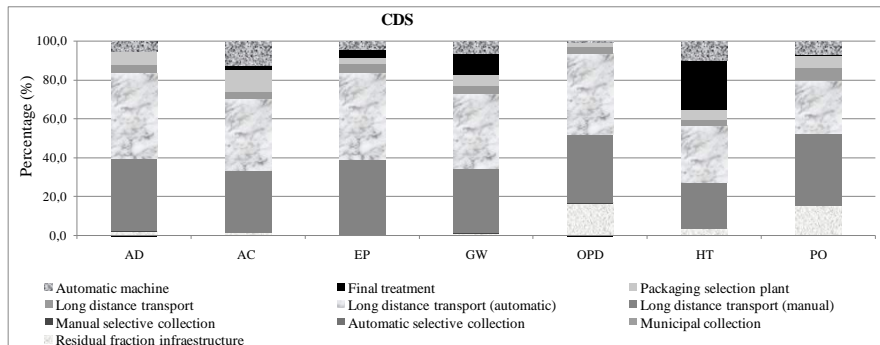 CDS
Percentage (%)
100,0
80,0
60,0
40,0
20,0
0,0
AD AC EP GW OPD HT PO
Automatic machine Final treatment Packaging selection plant
Long distance transport Long distance transport (automatic) Long distance transport (manual)
Manual selective collection Automatic selective collection Municipal collection
Residual fraction infraestructure